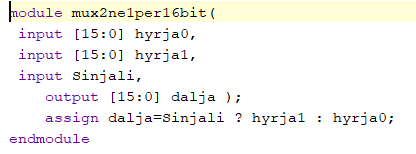 module mux2ne1per16bit(
input [15:0] hyrja0,
input [15:0] hyrja1,
input Sinjali,
output [15:0] dalja );
assign dalja=Sinjali ? hyrja1 : hyrja0;
endmodule